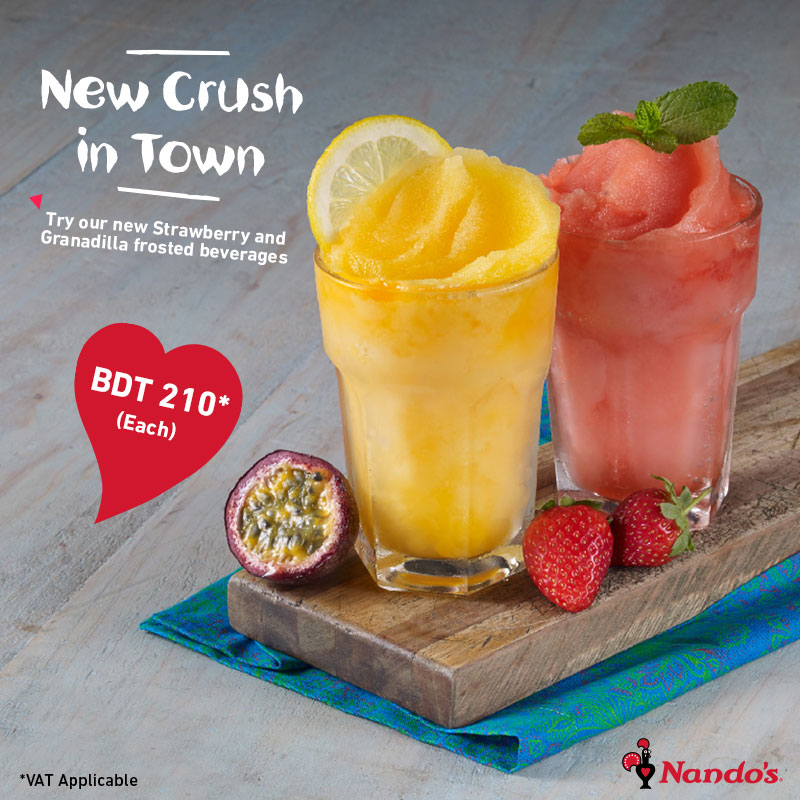 New Crush
in Town
Try our new Strawberry and
Granadilla frosted beverages
BDT 210*
(Each)
*VAT Applicable
Nando's